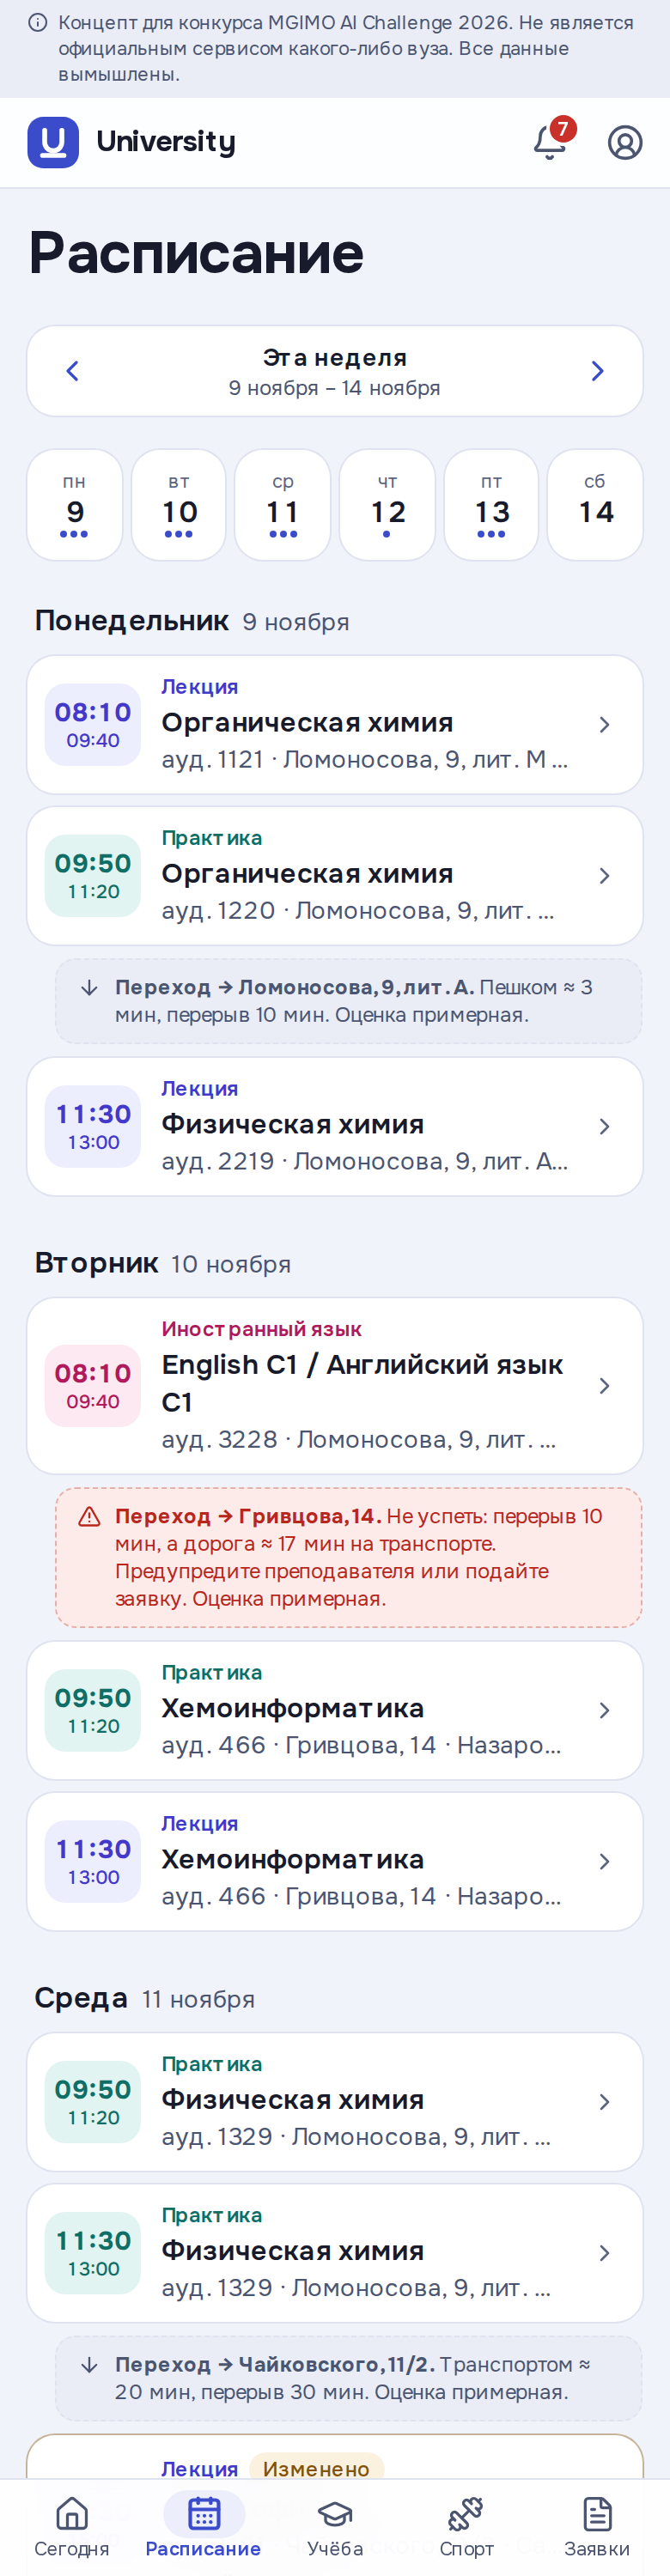 Концепт для конкурса MGIMO AI Challenge 2026. Не является
официальным сервисом какого-либо вуза. Все данные
вымышлены.
University
7
Расписание
Эта неделя
9 ноября – 14 ноября
пн
вт
ср
чт
пт
сб
9
10
11
12
13
14
Понедельник 9 ноября
Лекция
08:10
Органическая химия
09:40
ауд. 1121 · Ломоносова, 9, лит. М ...
Практика
09:50
Органическая химия
11:20
ауд. 1220 · Ломоносова, 9, лит. ...
Переход → Ломоносова, 9, лит. А. Пешком ≈ 3
мин, перерыв 10 мин. Оценка примерная.
Лекция
11:30
Физическая химия
13:00
ауд. 2219 · Ломоносова, 9, лит. А...
Вторник 10 ноября
Иностранный язык
08:10
English C1 / Английский язык
09:40
C1
ауд. 3228 · Ломоносова, 9, лит. ...
Переход → Гривцова, 14. Не успеть: перерыв 10
мин, а дорога ≈ 17 мин на транспорте.
Предупредите преподавателя или подайте
заявку. Оценка примерная.
Практика
09:50
Хемоинформатика
11:20
ауд. 466 · Гривцова, 14 · Назаро...
Лекция
11:30
Хемоинформатика
13:00
ауд. 466 · Гривцова, 14 · Назаро...
Среда 11 ноября
Практика
09:50
Физическая химия
11:20
ауд. 1329 · Ломоносова, 9, лит. ...
Практика
11:30
Физическая химия
13:00
ауд. 1329 · Ломоносова, 9, лит. ...
Переход → Чайковского, 11/2. Транспортом ≈
20 мин, перерыв 30 мин. Оценка примерная.
Лекция Изменено
Сегодня
Расписание
Учёба
Спорт
Заявки